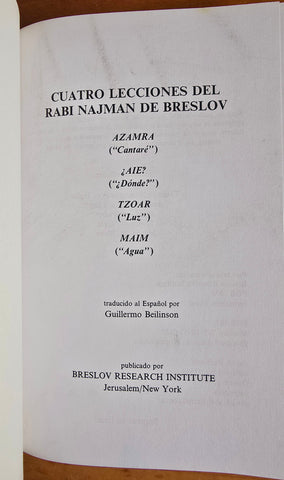 CUATRO LECCIONES DEL
RABI NAJMAN DE BRESLOV
AZAMRA
("Cantaré")
¿AIE?
("¿Dónde?")
TZOAR
("Luz")
MAIM
("Agua")
traducido al Español por
Guillermo Beilinson
publicado por
BRESLOV RESEARCH INSTITUTE
Jerusalem/New York